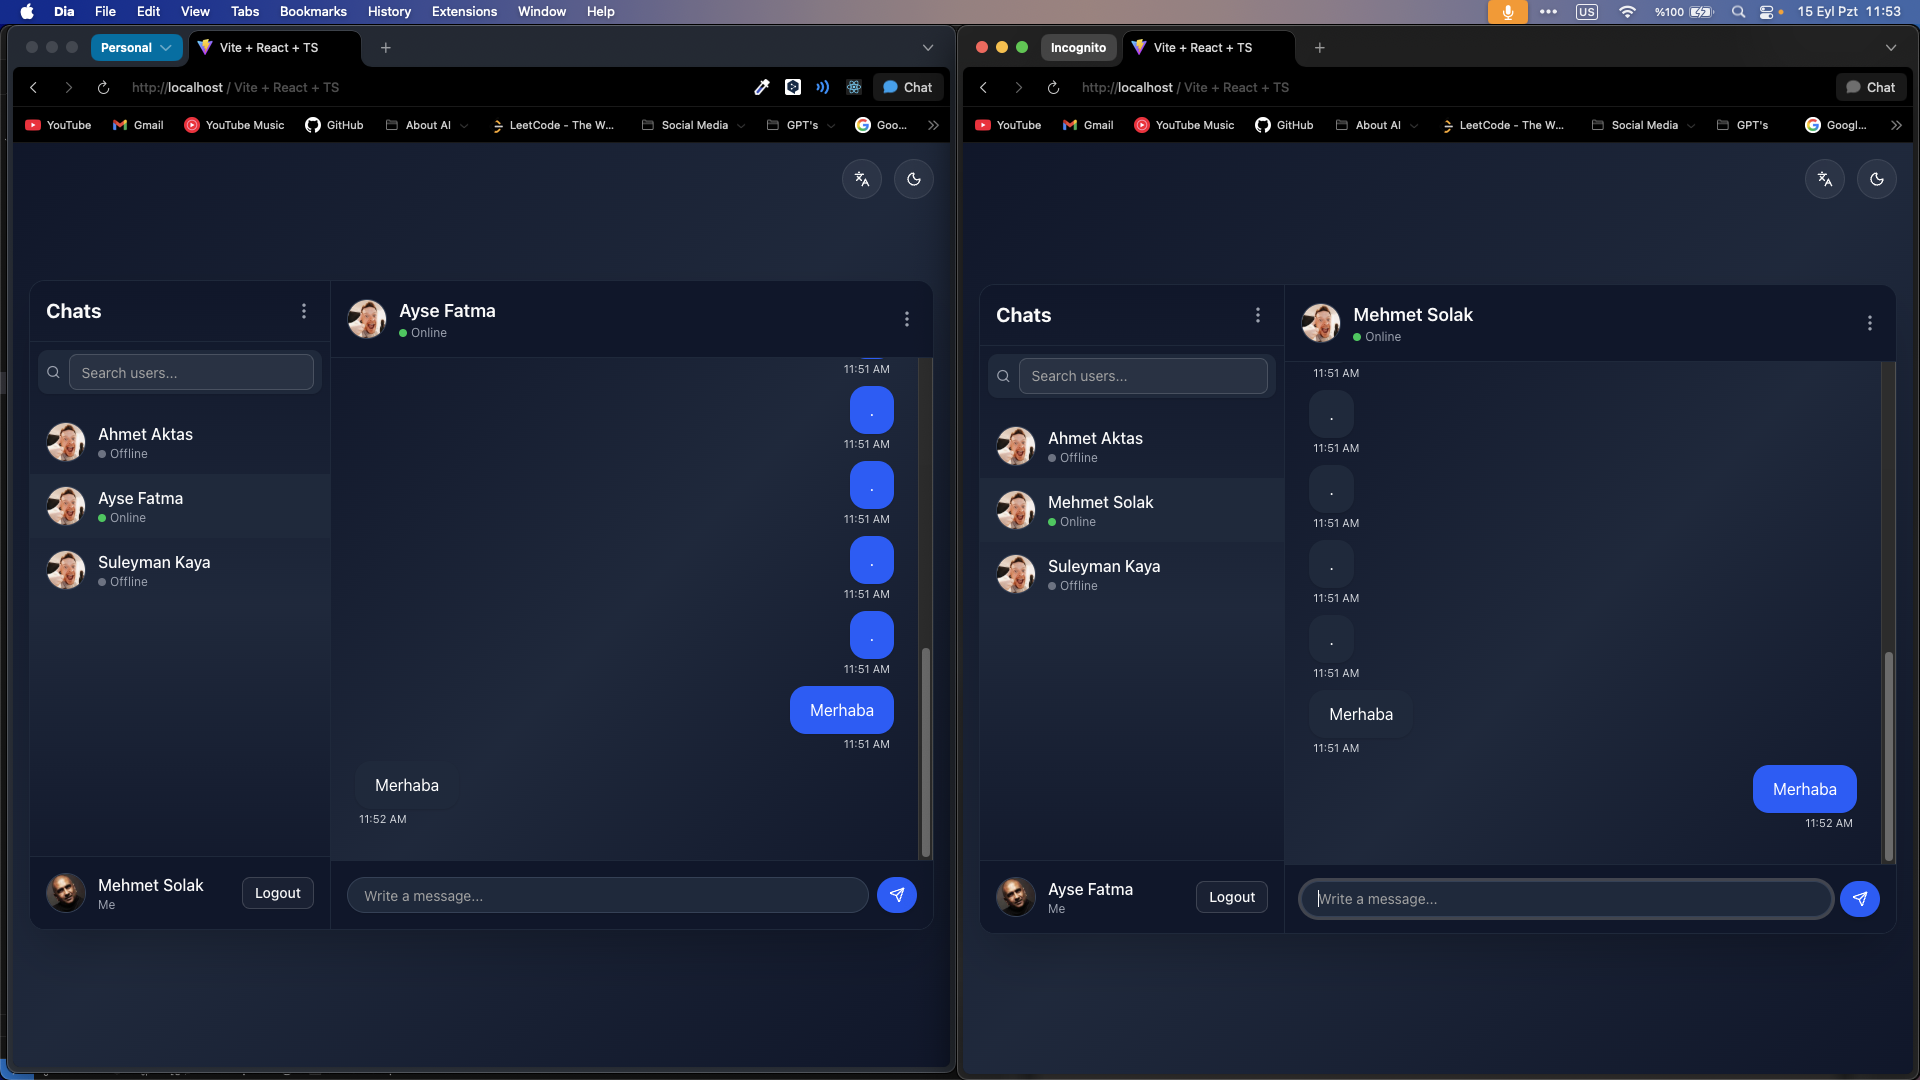 Dia File Edit View Tabs Bookmarks History Extensions Window Help
US %100 15 Eyl Pzt 11:53
Personal Vite + React + TS
http://localhost / Vite + React + TS Chat
YouTube Gmail YouTube Music GitHub About AI LeetCode - The W... Social Media GPT's Goo...
Chats
Search users...
Ahmet Aktas
Offline
Ayse Fatma
Online
Suleyman Kaya
Offline
Mehmet Solak
Me
Logout
Ayse Fatma
Online
11:51 AM
.
11:51 AM
.
11:51 AM
.
11:51 AM
.
11:51 AM
Merhaba
11:51 AM
Merhaba
11:52 AM
Write a message...
Incognito Vite + React + TS
http://localhost / Vite + React + TS Chat
YouTube Gmail YouTube Music GitHub About AI LeetCode - The W... Social Media GPT's Googl...
Chats
Search users...
Ahmet Aktas
Offline
Mehmet Solak
Online
Suleyman Kaya
Offline
Ayse Fatma
Me
Logout
Mehmet Solak
Online
11:51 AM
.
11:51 AM
.
11:51 AM
.
11:51 AM
.
11:51 AM
Merhaba
11:51 AM
Merhaba
11:52 AM
Write a message...